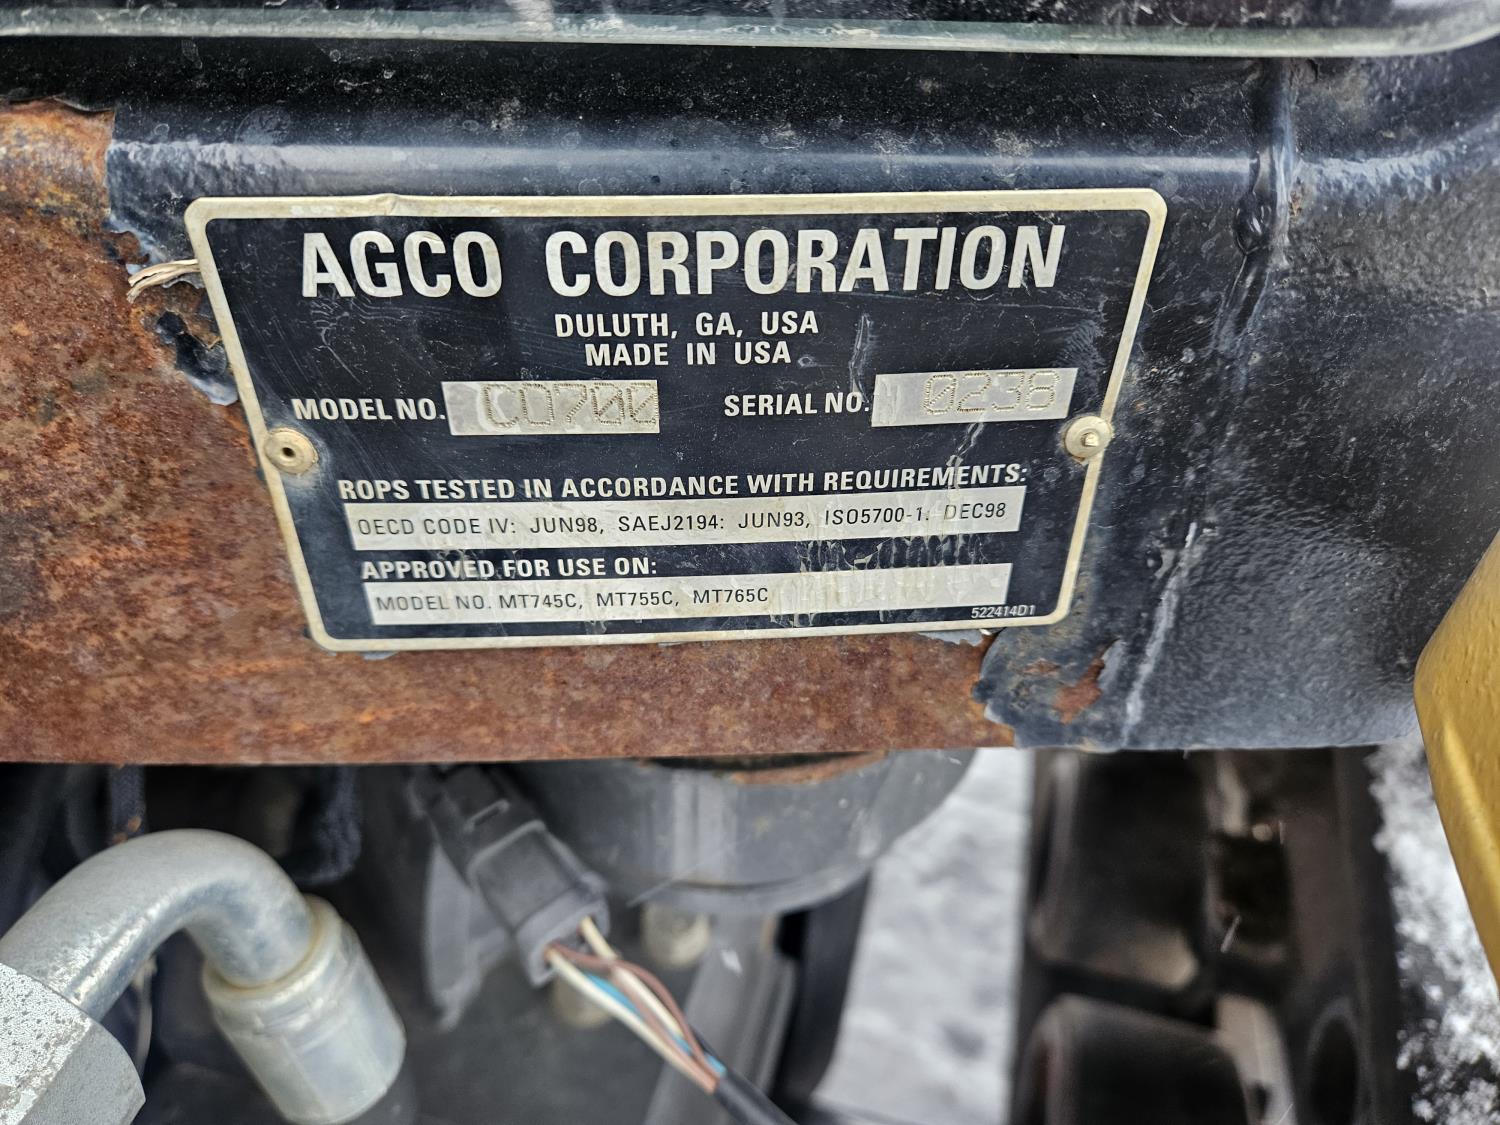 AGCO CORPORATION
DULUTH, GA, USA
MADE IN USA
MODEL NO. CD700 SERIAL NO. 0238
ROPS TESTED IN ACCORDANCE WITH REQUIREMENTS:
OECD CODE IV: JUN98, SAEJ2194: JUN93, ISO5700-1: DEC98
APPROVED FOR USE ON:
MODEL NO. MT745C, MT755C, MT765C
522414D1